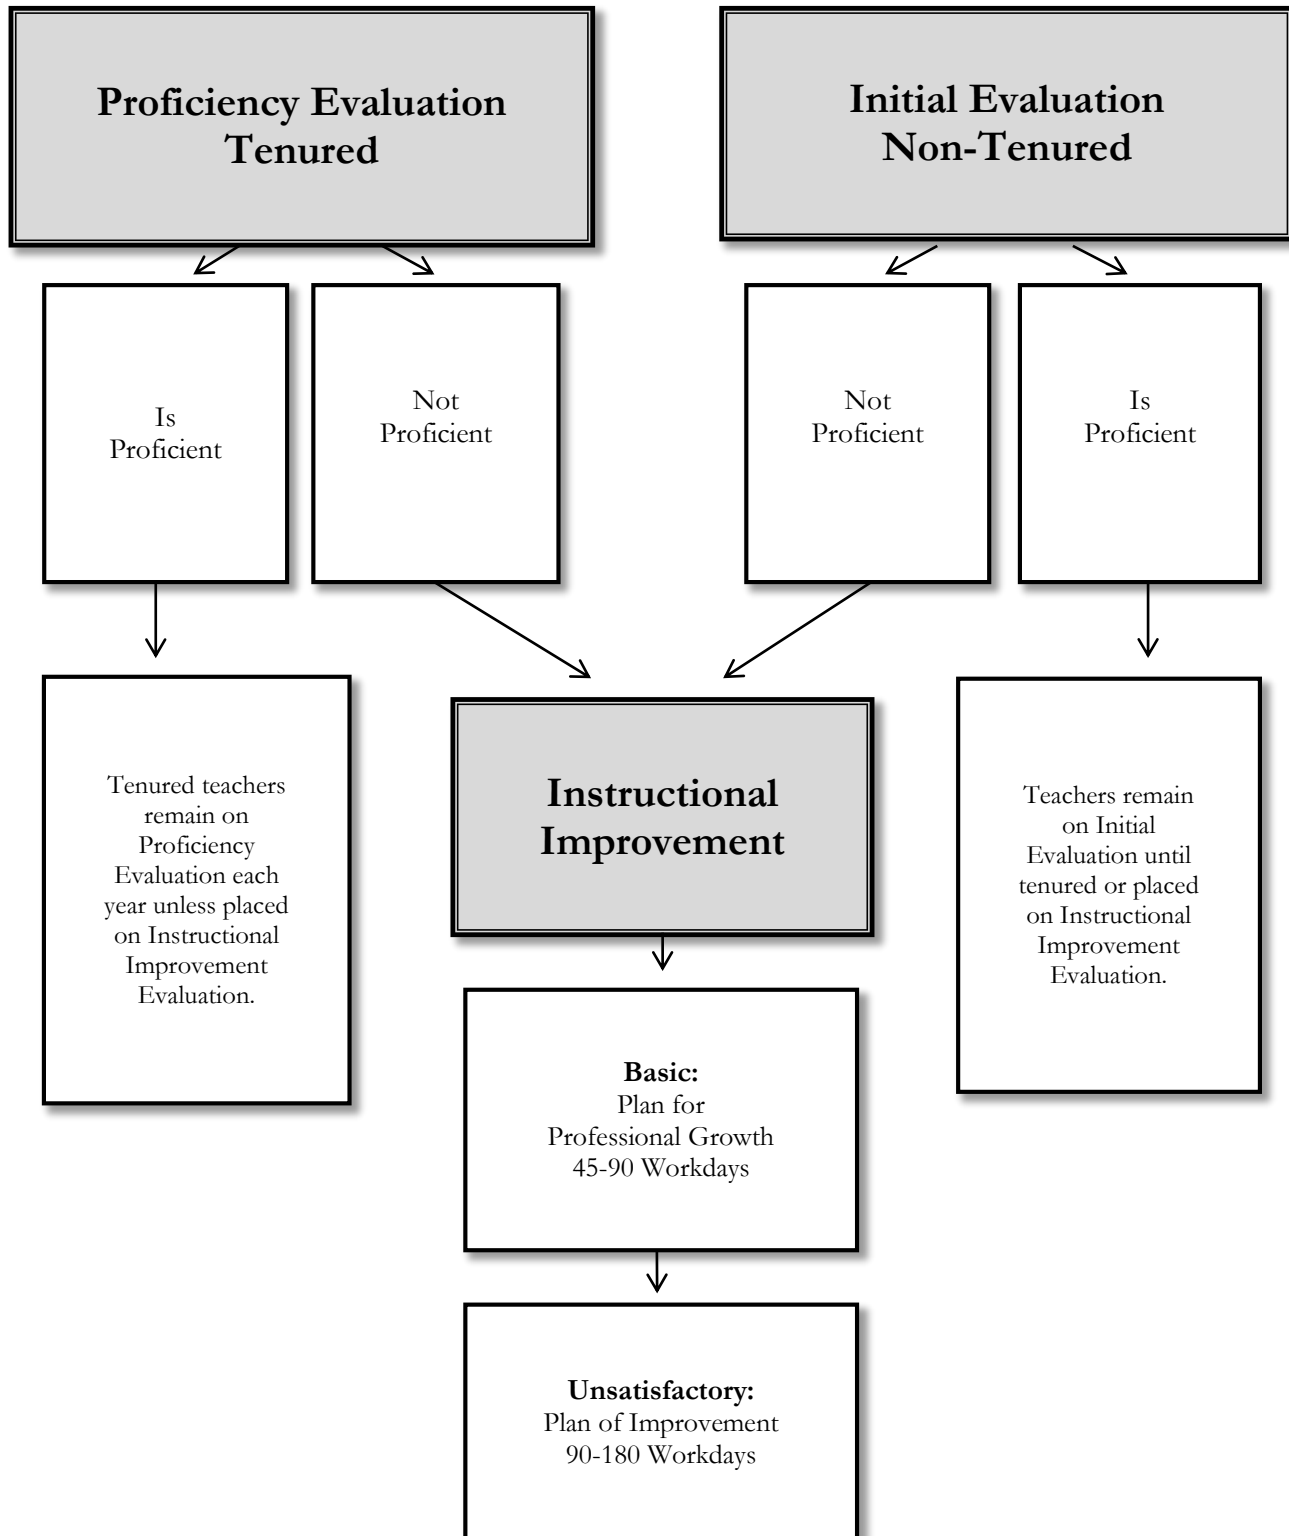 Proficiency Evaluation
Tenured
Initial Evaluation
Non-Tenured
Is
Proficient
Not
Proficient
Not
Proficient
Is
Proficient
Tenured teachers
remain on
Proficiency
Evaluation each
year unless placed
on Instructional
Improvement
Evaluation.
Instructional
Improvement
Teachers remain
on Initial
Evaluation until
tenured or placed
on Instructional
Improvement
Evaluation.
Basic:
Plan for
Professional Growth
45-90 Workdays
Unsatisfactory:
Plan of Improvement
90-180 Workdays